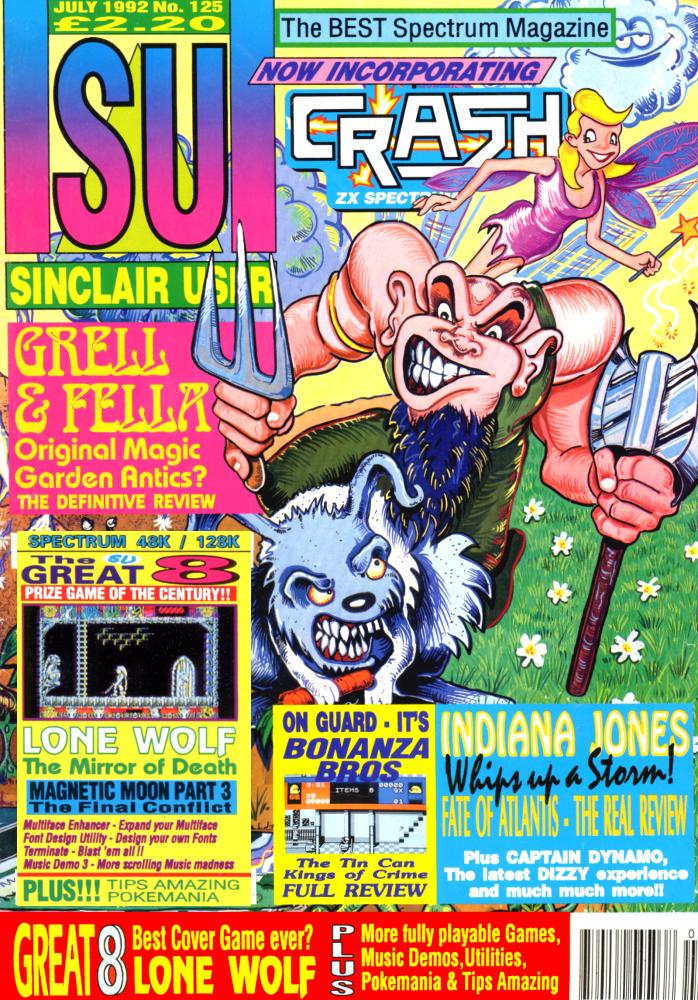 JULY 1992 No. 125
£2.20
The BEST Spectrum Magazine
NOW INCORPORATING
CRASH
ZX SPECTRUM
SU
SINCLAIR USER
GRELL
& FELLA
Original Magic
Garden Antics?
THE DEFINITIVE REVIEW
SPECTRUM 48K / 128K
The SU
GREAT 8
PRIZE GAME OF THE CENTURY!!
LONE WOLF
The Mirror of Death
MAGNETIC MOON PART 3
The Final Conflict
Multiface Enhancer - Expand your Multiface
Font Design Utility - Design your own Fonts
Terminate - Blast 'em all !!
Music Demo 3 - More scrolling Music madness
PLUS!!! TIPS AMAZING
POKEMANIA
ON GUARD - IT'S
BONANZA
BROS
ITEMS 8
The Tin Can
Kings of Crime
FULL REVIEW
INDIANA JONES
Whips up a Storm!
FATE OF ATLANTIS - THE REAL REVIEW
Plus CAPTAIN DYNAMO,
The latest DIZZY experience
and much much more!!
GREAT 8
Best Cover Game ever?
LONE WOLF
PLUS
More fully playable Games,
Music Demos,Utilities,
Pokemania & Tips Amazing